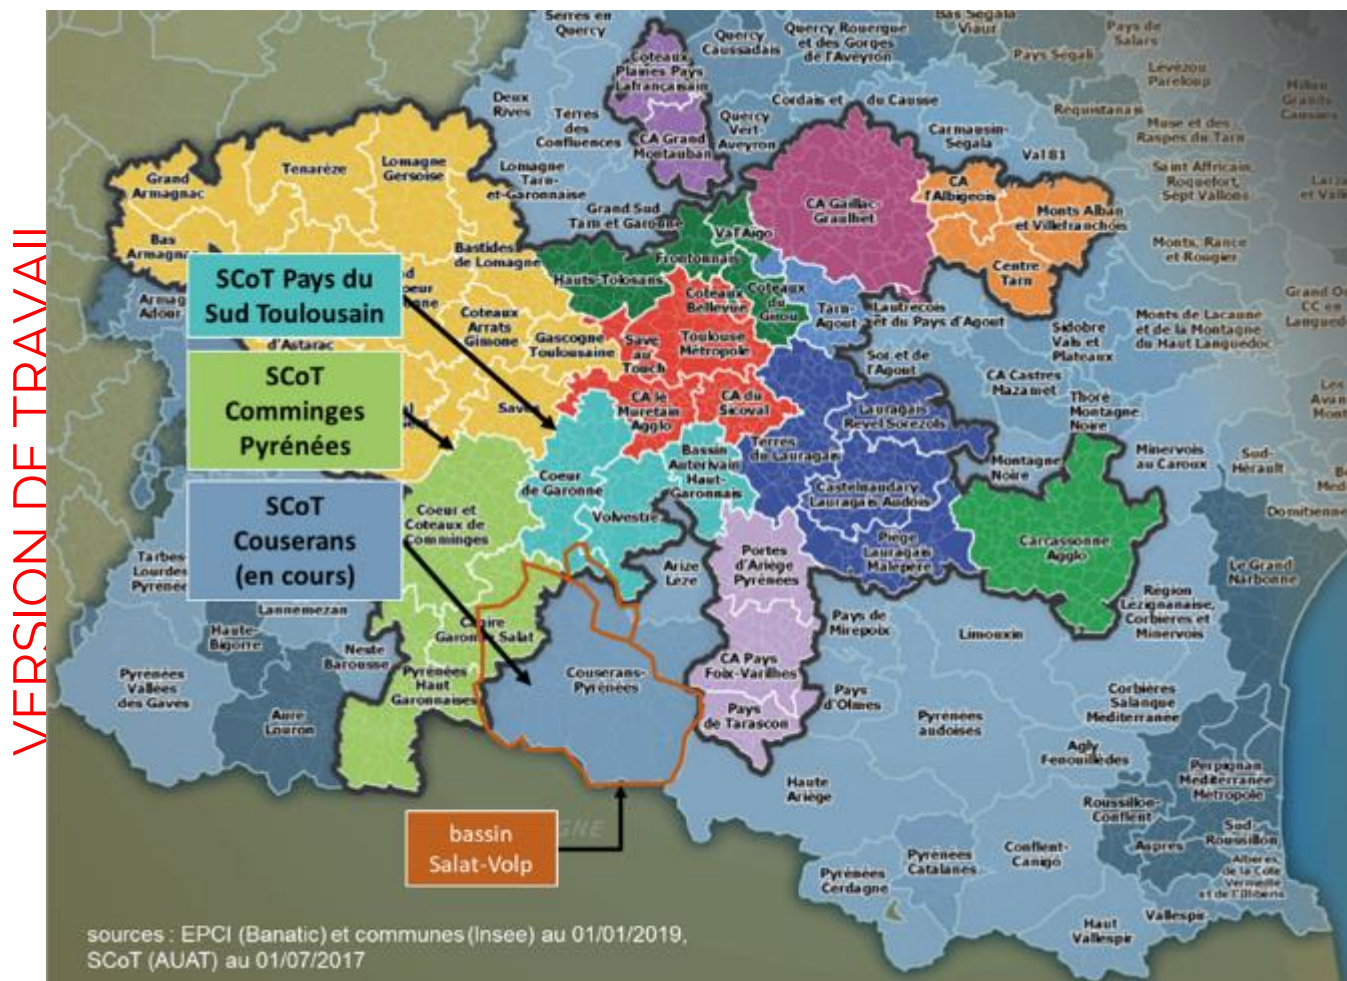 VERSION DE TRAVAIL
Serres en
Quercy
Quercy
Caussadais
Quercy Rouergue
et des Gorges
de l'Aveyron
Bas Ségala
Viaur
Pays de
Salars
Pays Ségali
Lévézou
Pareloup
Coteaux
Plaines Pays
Lafrançaisain
Deux
Rives
Terres
des
Confluences
CA Grand
Montauban
Quercy
Vert-
Aveyron
Cordais et du Causse
Carmausin-
Ségala
Val 81
Réquistanais
Muse et des
Raspes du Tarn
Saint Affricain,
Roquefort,
Sept Vallons
Monts, Rance
et Rougier
Grand
Armagnac
Ténarèze
Lomagne
Gersoise
Lomagne
Tarn-
et-Garonnaise
Grand Sud
Tarn et Garonne
Bas
Armagnac
Bastides
de Lomagne
Hauts-Tolosans
Frontonnais
Val'Aïgo
CA Gaillac-
Graulhet
CA
l'Albigeois
Monts Alban
et Villefranchois
Centre
Tarn
SCoT Pays du
Sud Toulousain
Coteaux
Arrats
Gimone
Gascogne
Toulousaine
Save
au
Touch
Coteaux
Bellevue
Toulouse
Métropole
Coteaux
du
Girou
Tarn-
Agout
Lautrécois
et du Pays d'Agout
Sor et de
l'Agout
Sidobre
Vals et
Plateaux
Monts de Lacaune
et de la Montagne
du Haut Languedoc
d'Astarac
SCoT
Comminges
Pyrénées
CA le
Muretain
Agglo
CA du
Sicoval
CA Castres
Mazamet
Thoré
Montagne
Noire
Lauragais
Revel Sorezois
Terres
du Lauragais
Bassin
Auterivain
Haut-
Garonnais
Coeur
de Garonne
Volvestre
Castelnaudary
Lauragais Audois
Montagne
Noire
Minervois
au Caroux
Sud-
Hérault
SCoT
Couserans
(en cours)
Coeur et
Coteaux de
Comminges
Piège
Lauragais
Malepère
Carcassonne
Agglo
Le Grand
Narbonne
Arize
Lèze
Portes
d'Ariège
Pyrénées
Tarbes-
Lourdes
Pyrénées
Lannemezan
Haute-
Bigorre
Neste
Barousse
Cagire
Garonne Salat
Couserans-
Pyrénées
Pays de
Mirepoix
Limouxin
Région
Lézignanaise,
Corbières et
Minervois
Pyrénées
Vallées
des Gaves
Aure
Louron
Pyrénées
Haut
Garonnaises
CA Pays
Foix-Varilhes
Pays
de Tarascon
Pays
d'Olmes
Pyrénées
audoises
Corbières
Salanque
Méditerranée
Agly
Fenouillèdes
Perpignan
Méditerranée
Métropole
Haute
Ariège
Roussillon-
Conflent
Sud
Roussillon
Aspres
Conflent-
Canigó
Pyrénées
Catalanes
Pyrénées
Cerdagne
Albères,
de la Côte
Vermeille
et de l'Illibéris
Vallespir
Haut
Vallespir
bassin
Salat-Volp
sources : EPCI (Banatic) et communes (Insee) au 01/01/2019,
SCoT (AUAT) au 01/07/2017